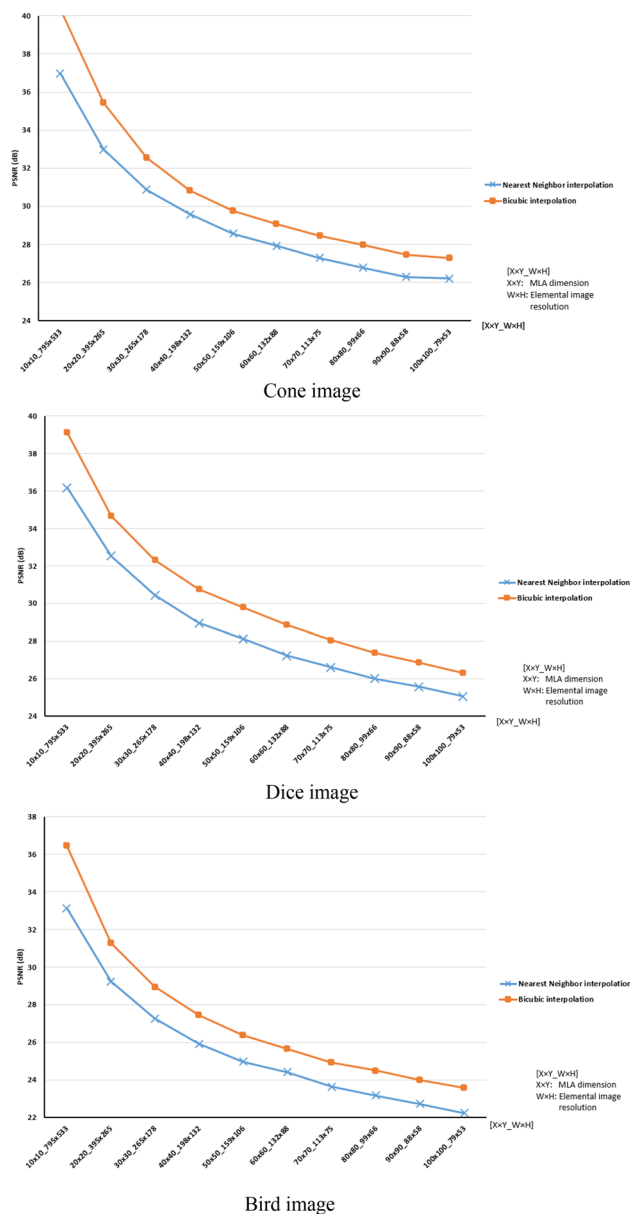 40
38
36
34
32
30
28
26
24
PSNR (dB)
Nearest Neighbor interpolation
Bicubic interpolation
[X×Y_W×H]
X×Y: MLA dimension
W×H: Elemental image
resolution
10x10_795x533
20x20_395x265
30x30_265x178
40x40_198x132
50x50_159x106
60x60_132x88
70x70_113x75
80x80_99x66
90x90_88x58
100x100_79x53
[X×Y_W×H]
Cone image
40
38
36
34
32
30
28
26
24
PSNR (dB)
Nearest Neighbor interpolation
Bicubic interpolation
[X×Y_W×H]
X×Y: MLA dimension
W×H: Elemental image
resolution
10x10_795x533
20x20_395x265
30x30_265x178
40x40_198x132
50x50_159x106
60x60_132x88
70x70_113x75
80x80_99x66
90x90_88x58
100x100_79x53
[X×Y_W×H]
Dice image
38
36
34
32
30
28
26
24
22
PSNR (dB)
Nearest Neighbor interpolation
Bicubic interpolation
[X×Y_W×H]
X×Y: MLA dimension
W×H: Elemental image
resolution
10x10_795x533
20x20_395x265
30x30_265x178
40x40_198x132
50x50_159x106
60x60_132x88
70x70_113x75
80x80_99x66
90x90_88x58
100x100_79x53
[X×Y_W×H]
Bird image